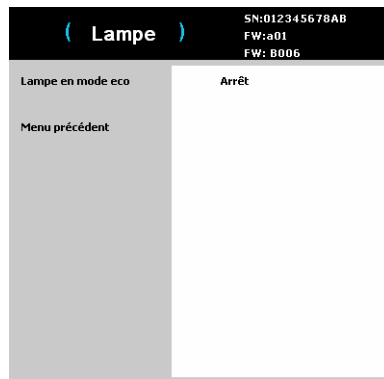 ( Lampe )
SN:012345678AB
FW:a01
FW: B006
Lampe en mode eco Arrêt
Menu précédent